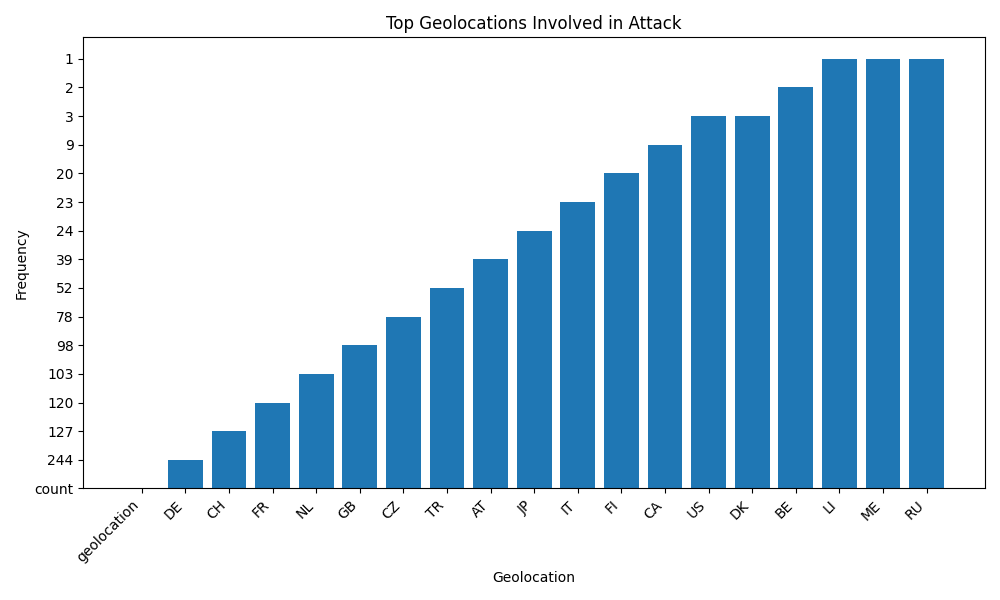 Top Geolocations Involved in Attack
Frequency
1
2
3
9
20
23
24
39
52
78
98
103
120
127
244
count
geolocation
DE
CH
FR
NL
GB
CZ
TR
AT
JP
IT
FI
CA
US
DK
BE
LI
ME
RU
Geolocation